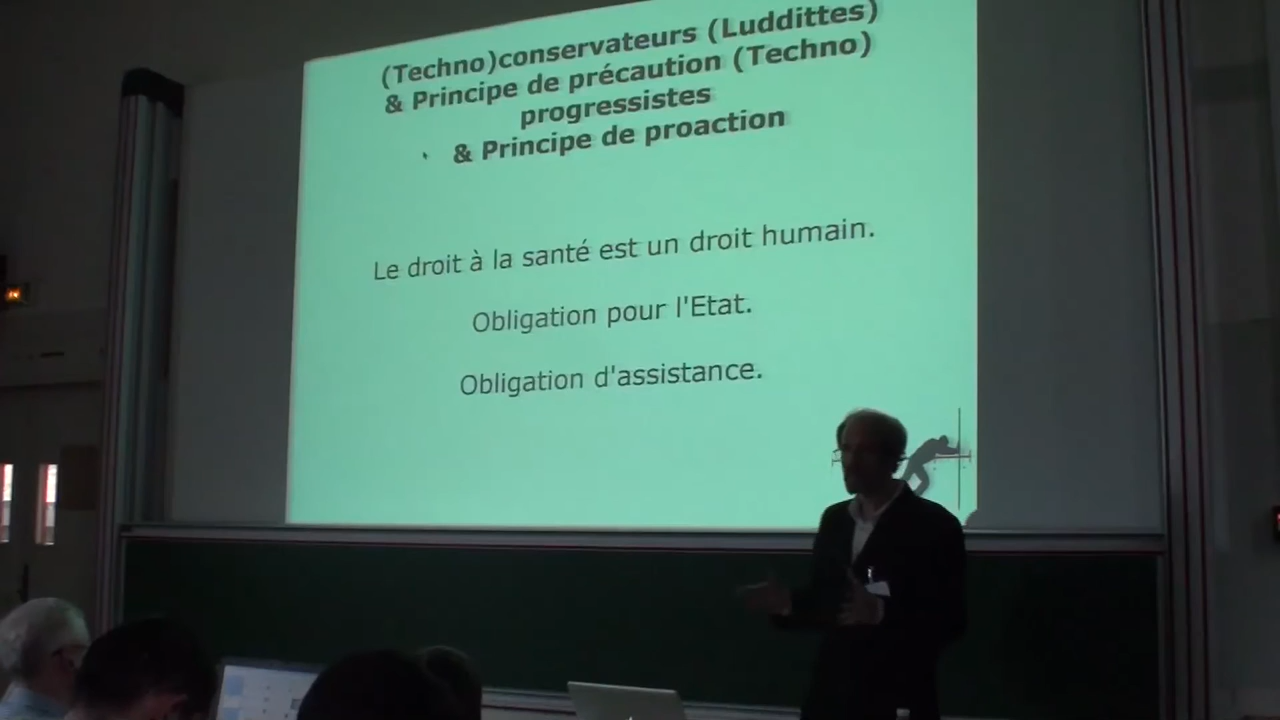 (Techno)conservateurs (Luddittes)
& Principe de précaution (Techno)
progressistes
& Principe de proaction
Le droit à la santé est un droit humain.
Obligation pour l'Etat.
Obligation d'assistance.